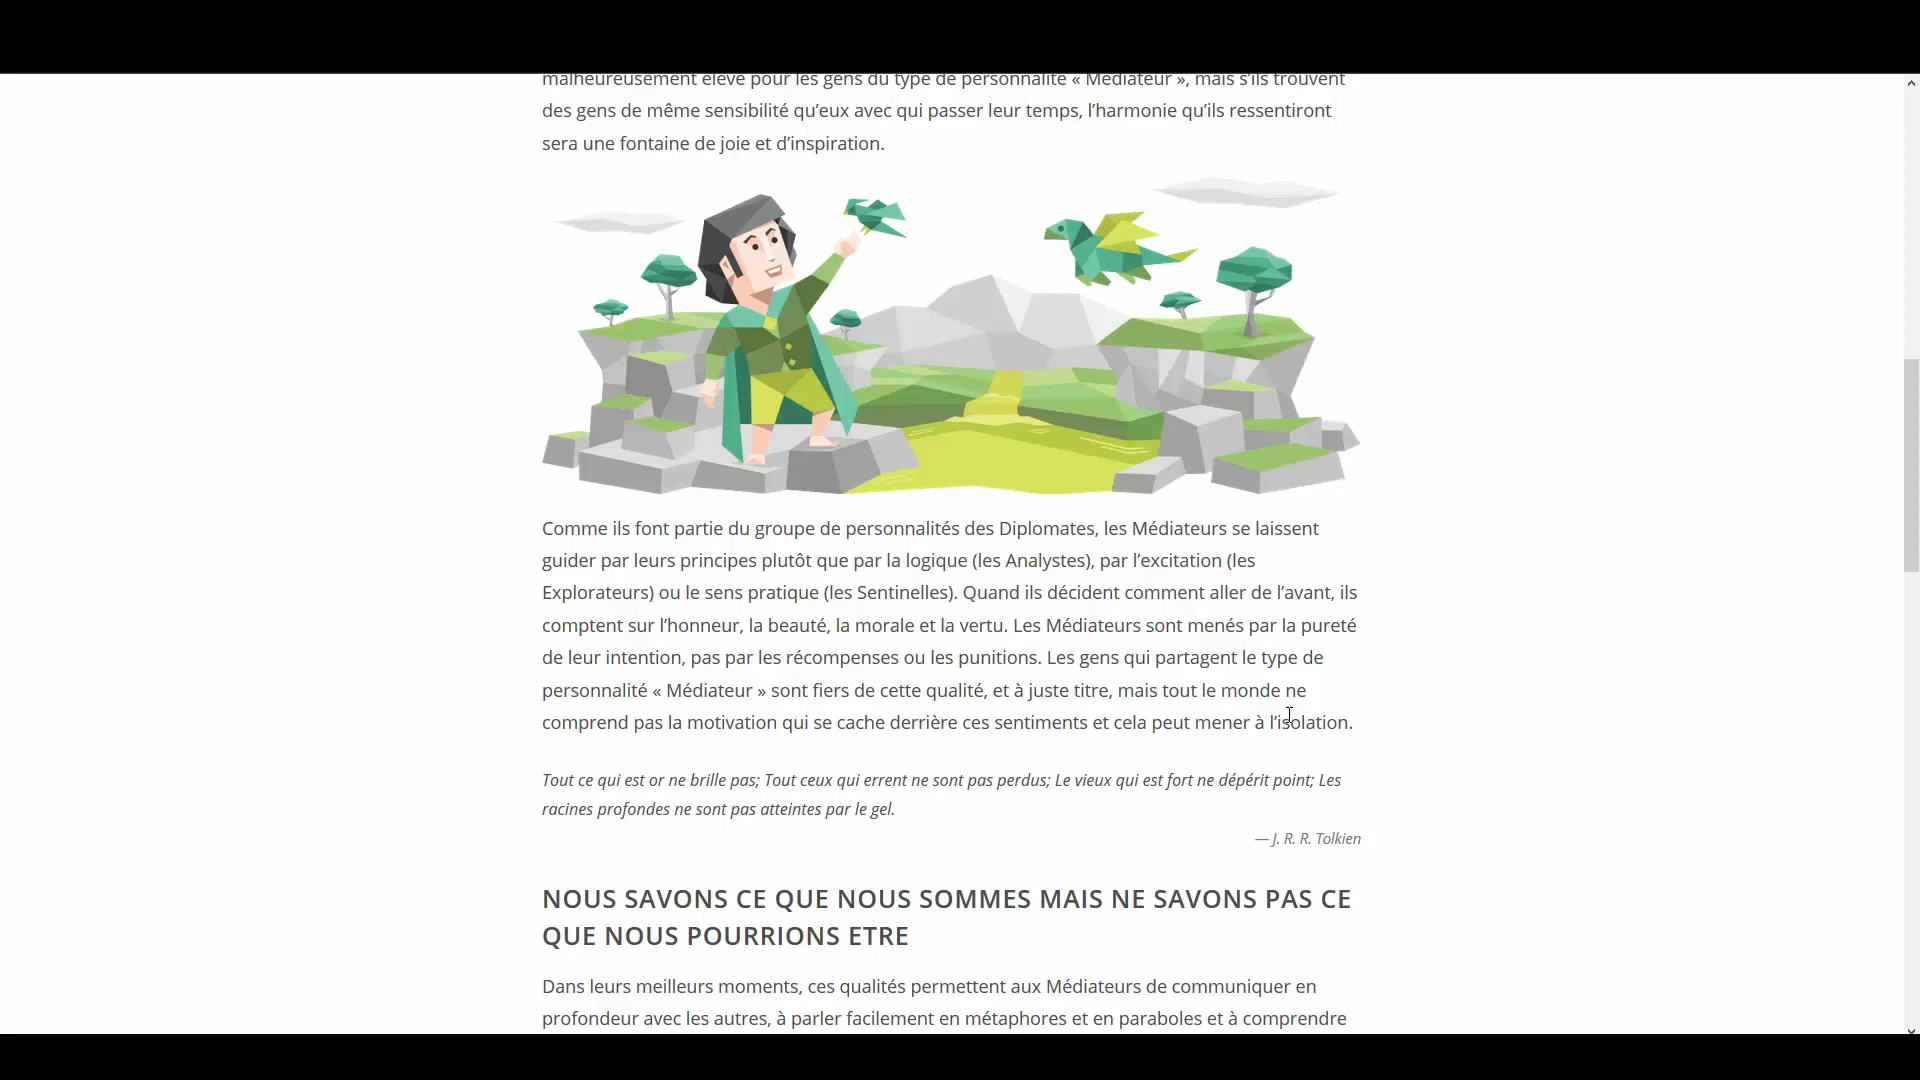 malheureusement élevé pour les gens du type de personnalité « Médiateur », mais s’ils trouvent
des gens de même sensibilité qu’eux avec qui passer leur temps, l’harmonie qu’ils ressentiront
sera une fontaine de joie et d’inspiration.
Comme ils font partie du groupe de personnalités des Diplomates, les Médiateurs se laissent
guider par leurs principes plutôt que par la logique (les Analystes), par l’excitation (les
Explorateurs) ou le sens pratique (les Sentinelles). Quand ils décident comment aller de l’avant, ils
comptent sur l’honneur, la beauté, la morale et la vertu. Les Médiateurs sont menés par la pureté
de leur intention, pas par les récompenses ou les punitions. Les gens qui partagent le type de
personnalité « Médiateur » sont fiers de cette qualité, et à juste titre, mais tout le monde ne
comprend pas la motivation qui se cache derrière ces sentiments et cela peut mener à l’isolation.
Tout ce qui est or ne brille pas; Tout ceux qui errent ne sont pas perdus; Le vieux qui est fort ne dépérit point; Les
racines profondes ne sont pas atteintes par le gel.
— J. R. R. Tolkien
NOUS SAVONS CE QUE NOUS SOMMES MAIS NE SAVONS PAS CE
QUE NOUS POURRIONS ETRE
Dans leurs meilleurs moments, ces qualités permettent aux Médiateurs de communiquer en
profondeur avec les autres, à parler facilement en métaphores et en paraboles et à comprendre